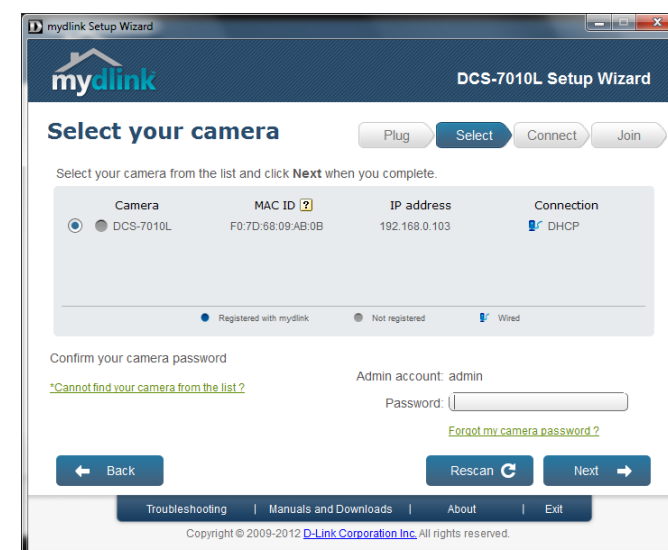 mydlink Setup Wizard
mydlink
DCS-7010L Setup Wizard
Select your camera
Plug Select Connect Join
Select your camera from the list and click Next when you complete.
Camera MAC ID ? IP address Connection
DCS-7010L F0:7D:68:09:AB:0B 192.168.0.103 DHCP
Registered with mydlink Not registered Wired
Confirm your camera password
*Cannot find your camera from the list ?
Admin account: admin
Password:
Forgot my camera password ?
Back Rescan Next
Troubleshooting | Manuals and Downloads | About | Exit
Copyright © 2009-2012 D-Link Corporation Inc. All rights reserved.